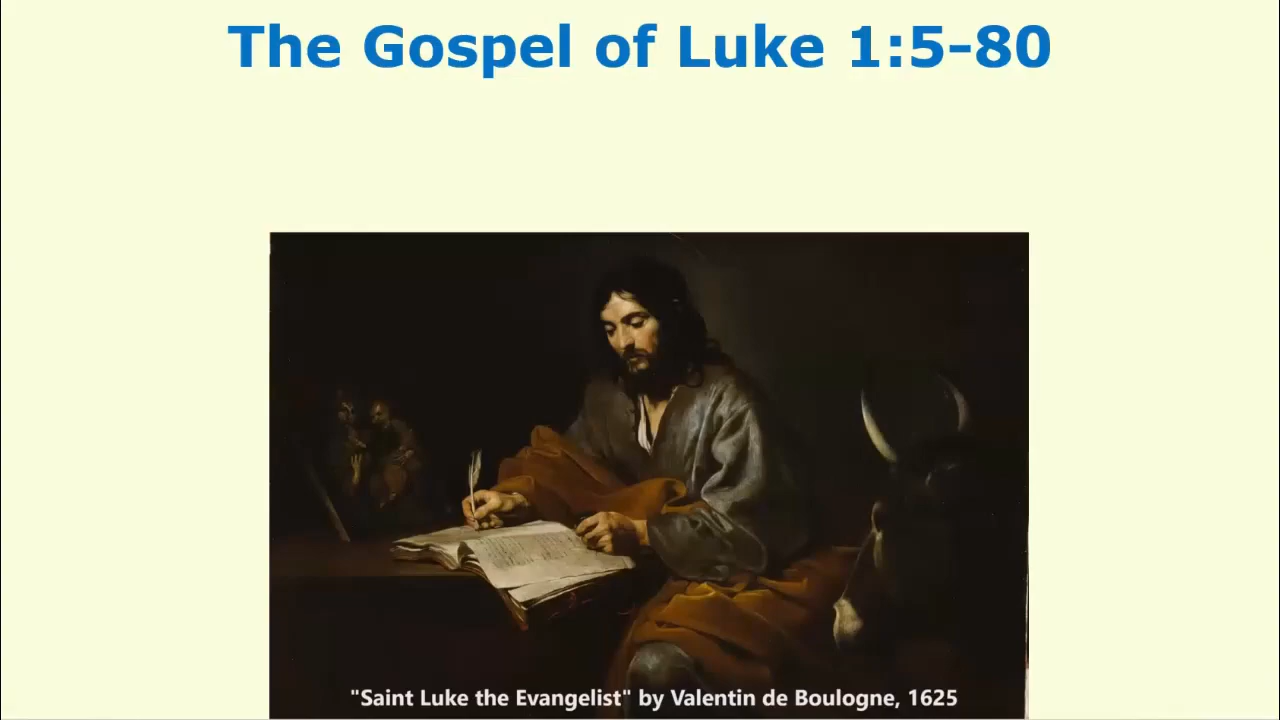 The Gospel of Luke 1:5-80
"Saint Luke the Evangelist" by Valentin de Boulogne, 1625